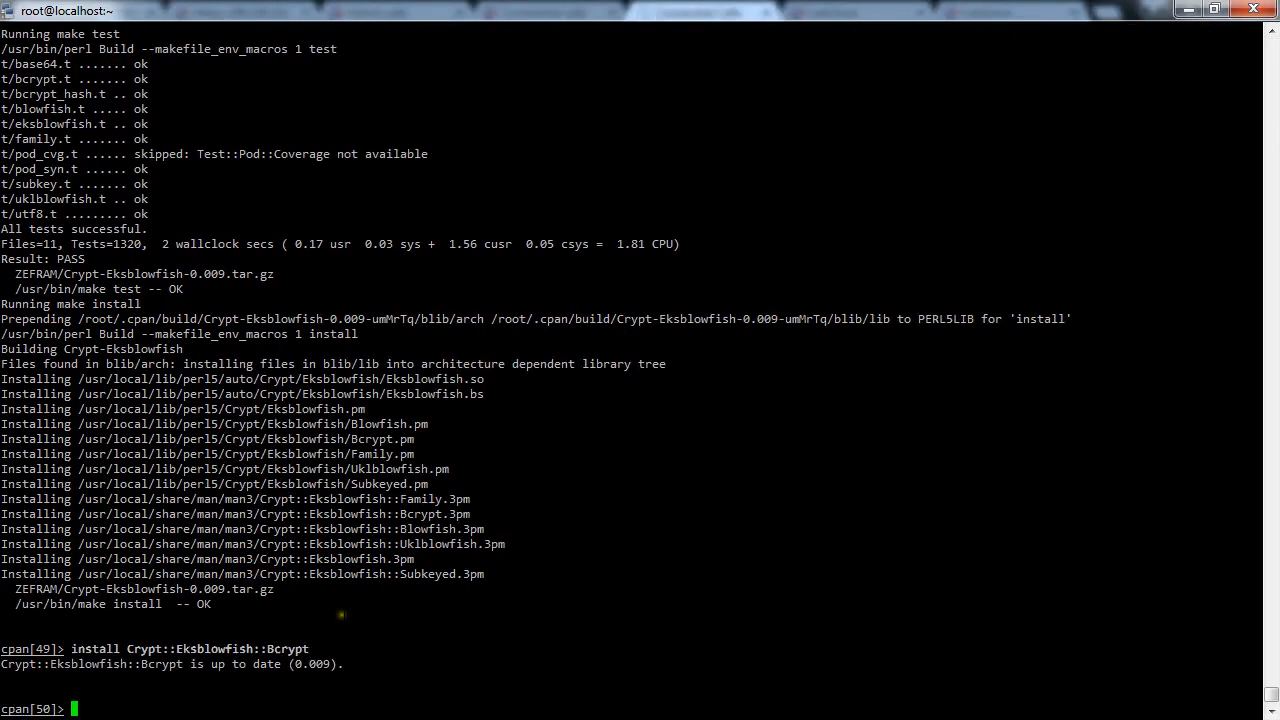 root@localhost:~
Running make test
/usr/bin/perl Build --makefile_env_macros 1 test
t/base64.t ....... ok
t/bcrypt.t ....... ok
t/bcrypt_hash.t .. ok
t/blowfish.t ..... ok
t/eksblowfish.t .. ok
t/family.t ....... ok
t/pod_cvg.t ...... skipped: Test::Pod::Coverage not available
t/pod_syn.t ...... ok
t/subkey.t ....... ok
t/uklblowfish.t .. ok
t/utf8.t ......... ok
All tests successful.
Files=11, Tests=1320,  2 wallclock secs ( 0.17 usr  0.03 sys +  1.56 cusr  0.05 csys =  1.81 CPU)
Result: PASS
  ZEFRAM/Crypt-Eksblowfish-0.009.tar.gz
  /usr/bin/make test -- OK
Running make install
Prepending /root/.cpan/build/Crypt-Eksblowfish-0.009-umMrTq/blib/arch /root/.cpan/build/Crypt-Eksblowfish-0.009-umMrTq/blib/lib to PERL5LIB for 'install'
/usr/bin/perl Build --makefile_env_macros 1 install
Building Crypt-Eksblowfish
Files found in blib/arch: installing files in blib/lib into architecture dependent library tree
Installing /usr/local/lib/perl5/auto/Crypt/Eksblowfish/Eksblowfish.so
Installing /usr/local/lib/perl5/auto/Crypt/Eksblowfish/Eksblowfish.bs
Installing /usr/local/lib/perl5/Crypt/Eksblowfish.pm
Installing /usr/local/lib/perl5/Crypt/Eksblowfish/Blowfish.pm
Installing /usr/local/lib/perl5/Crypt/Eksblowfish/Bcrypt.pm
Installing /usr/local/lib/perl5/Crypt/Eksblowfish/Family.pm
Installing /usr/local/lib/perl5/Crypt/Eksblowfish/Uklblowfish.pm
Installing /usr/local/lib/perl5/Crypt/Eksblowfish/Subkeyed.pm
Installing /usr/local/share/man/man3/Crypt::Eksblowfish::Family.3pm
Installing /usr/local/share/man/man3/Crypt::Eksblowfish::Bcrypt.3pm
Installing /usr/local/share/man/man3/Crypt::Eksblowfish::Blowfish.3pm
Installing /usr/local/share/man/man3/Crypt::Eksblowfish::Uklblowfish.3pm
Installing /usr/local/share/man/man3/Crypt::Eksblowfish.3pm
Installing /usr/local/share/man/man3/Crypt::Eksblowfish::Subkeyed.3pm
  ZEFRAM/Crypt-Eksblowfish-0.009.tar.gz
  /usr/bin/make install  -- OK
cpan[49]> install Crypt::Eksblowfish::Bcrypt
Crypt::Eksblowfish::Bcrypt is up to date (0.009).
cpan[50]>